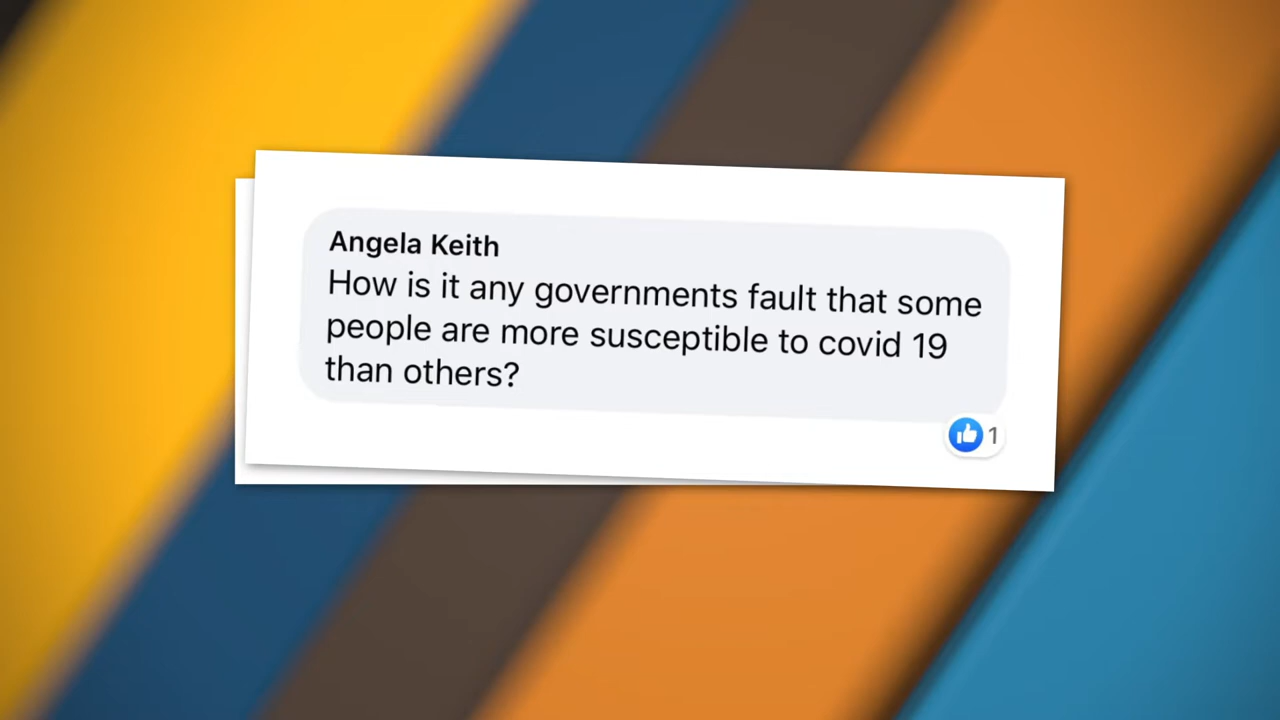 Angela Keith
How is it any governments fault that some
people are more susceptible to covid 19
than others?
1